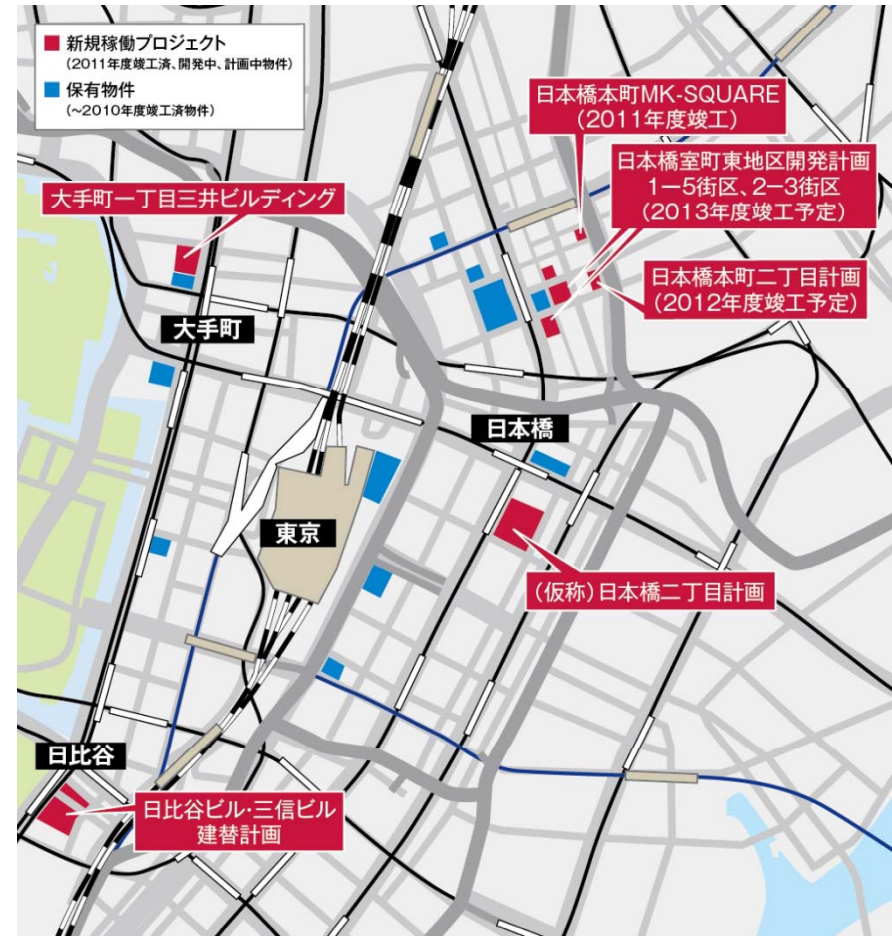 新規稼働プロジェクト
(2011年度竣工済、開発中、計画中物件)
保有物件
(~2010年度竣工済物件)
日本橋本町MK-SQUARE
(2011年度竣工)
日本橋室町東地区開発計画
1-5街区、2-3街区
(2013年度竣工予定)
大手町一丁目三井ビルディング
日本橋本町二丁目計画
(2012年度竣工予定)
大手町
日本橋
東京
(仮称)日本橋二丁目計画
日比谷
日比谷ビル・三信ビル
建替計画